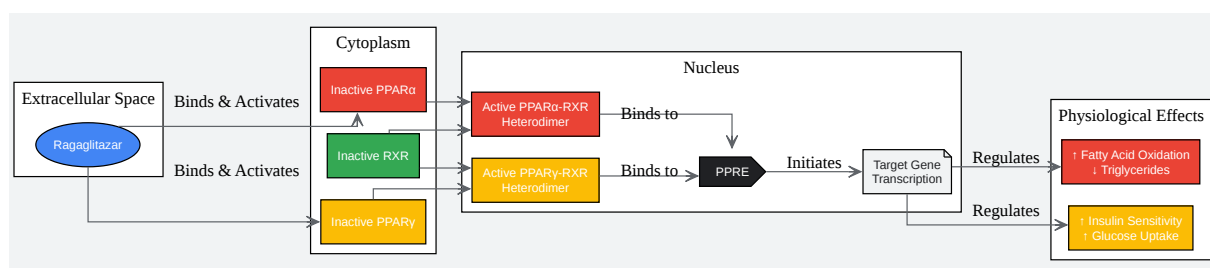 Extracellular Space
Ragaglitazar
Binds & Activates
Binds & Activates
Cytoplasm
Inactive PPARα
Inactive RXR
Inactive PPARγ
Nucleus
Active PPARα-RXR
Heterodimer
Active PPARγ-RXR
Heterodimer
Binds to
Binds to
PPRE
Initiates
Target Gene
Transcription
Regulates
Regulates
Physiological Effects
↑ Fatty Acid Oxidation
↓ Triglycerides
↑ Insulin Sensitivity
↑ Glucose Uptake